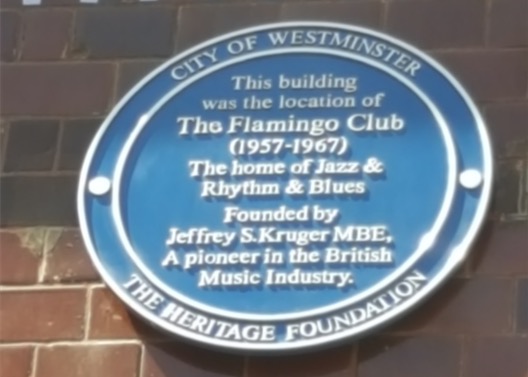 CITY OF WESTMINSTER
This building
was the location of
The Flamingo Club
(1957-1967)
The home of Jazz &
Rhythm & Blues
Founded by
Jeffrey S.Kruger MBE,
A pioneer in the British
Music Industry.
THE HERITAGE FOUNDATION